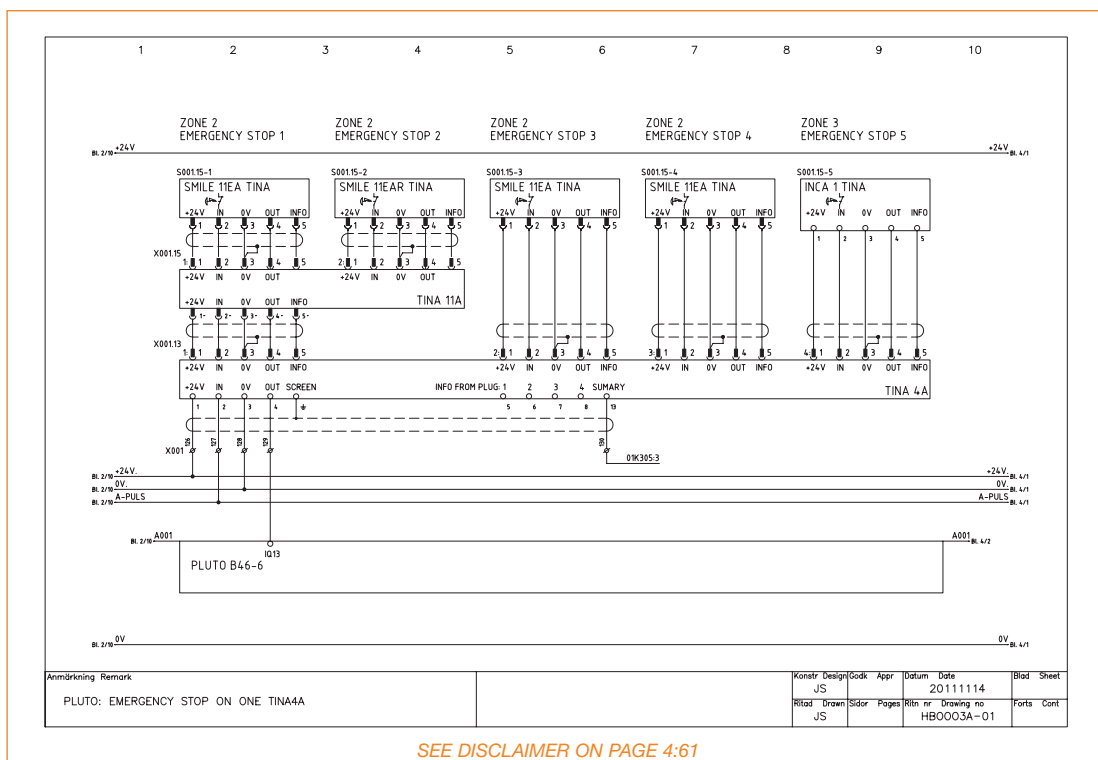 1 2 3 4 5 6 7 8 9 10
ZONE 2 ZONE 2 ZONE 2 ZONE 2 ZONE 3
EMERGENCY STOP 1 EMERGENCY STOP 2 EMERGENCY STOP 3 EMERGENCY STOP 4 EMERGENCY STOP 5
Bl. 2/10 +24V +24V Bl. 4/1
S001.15-1 S001.15-2 S001.15-3 S001.15-4 S001.15-5
SMILE 11EA TINA SMILE 11EAR TINA SMILE 11EA TINA SMILE 11EA TINA INCA 1 TINA
+24V IN 0V OUT INFO +24V IN 0V OUT INFO +24V IN 0V OUT INFO +24V IN 0V OUT INFO +24V IN 0V OUT INFO
1 2 3 4 5 1 2 3 4 5 1 2 3 4 5 1 2 3 4 5 1 2 3 4 5
X001.15
1: 1 2 3 4 5 2: 1 2 3 4 5
+24V IN 0V OUT +24V IN 0V OUT
TINA 11A
+24V IN 0V OUT INFO
1- 2- 3- 4- 5-
X001.13
1: 1 2 3 4 5 2: 1 2 3 4 5 3: 1 2 3 4 5 4: 1 2 3 4 5
+24V IN 0V OUT INFO +24V IN 0V OUT INFO +24V IN 0V OUT INFO +24V IN 0V OUT INFO
+24V IN 0V OUT SCREEN INFO FROM PLUG: 1 2 3 4 SUMARY
TINA 4A
1 2 3 4 5 6 7 8 13
X001 126 127 128 129 130
01K305:3
Bl. 2/10 +24V. +24V. Bl. 4/1
Bl. 2/10 0V. 0V. Bl. 4/1
Bl. 2/10 A-PULS A-PULS Bl. 4/1
Bl. 2/10 A001 A001 Bl. 4/2
IQ13
PLUTO B46-6
Bl. 2/10 0V 0V Bl. 4/1
Anmärkning Remark
PLUTO: EMERGENCY STOP ON ONE TINA4A
Konstr Design Godk Appr Datum Date Blad Sheet
JS 20111114
Ritad Drawn Sidor Pages Ritn nr Drawing no Forts Cont
JS HB0003A-01
SEE DISCLAIMER ON PAGE 4:61